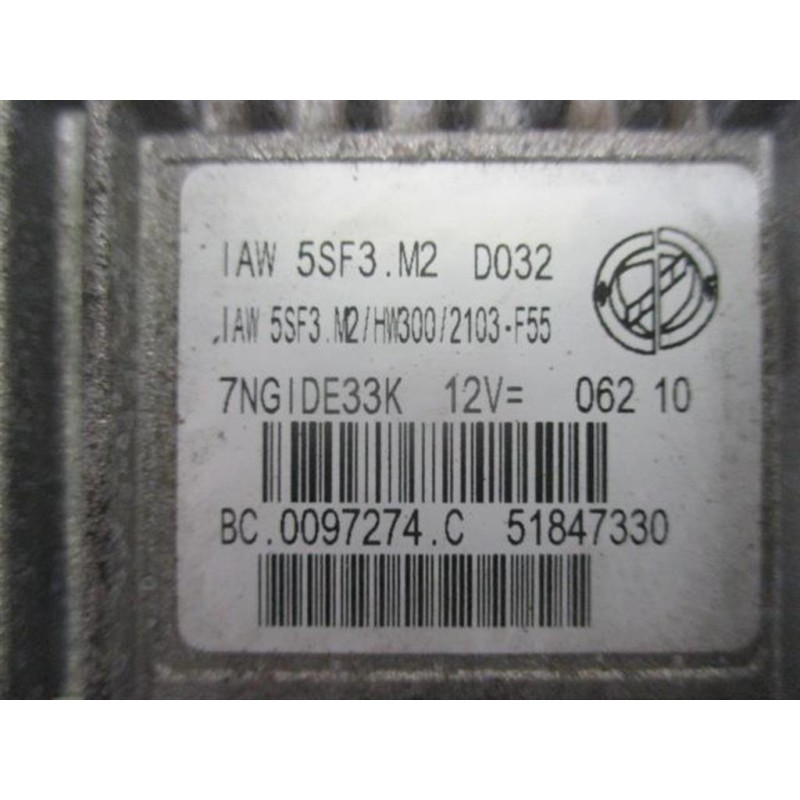 IAW 5SF3.M2 D032
IAW 5SF3.M2/HW300/2103-F55
7NGIDE33K 12V= 062 10
BC.0097274.C 51847330